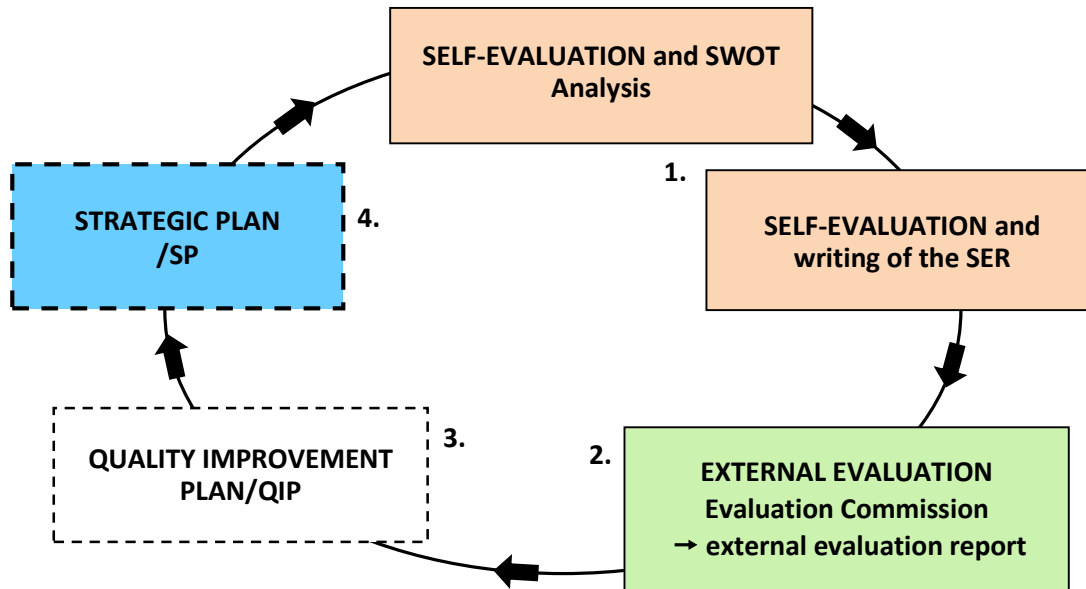 SELF-EVALUATION and SWOT
Analysis
1.
SELF-EVALUATION and
writing of the SER
2.
EXTERNAL EVALUATION
Evaluation Commission
→ external evaluation report
3.
QUALITY IMPROVEMENT
PLAN/QIP
4.
STRATEGIC PLAN
/SP